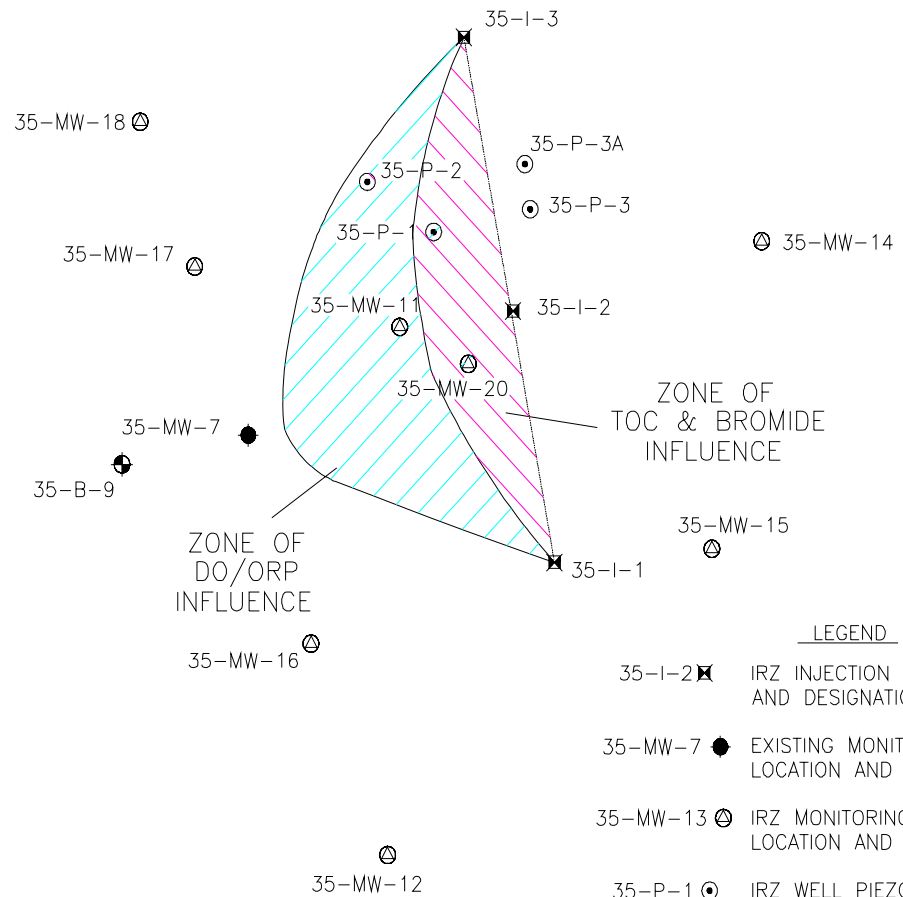 35-I-3
35-MW-18
35-P-3A
35-P-2
35-P-3
35-P-1
35-MW-14
35-MW-17
35-MW-11
35-I-2
35-MW-20
ZONE OF
TOC & BROMIDE
INFLUENCE
35-MW-7
35-B-9
35-MW-15
ZONE OF
DO/ORP
INFLUENCE
35-I-1
35-MW-16
LEGEND
35-I-2 IRZ INJECTION
AND DESIGNATIO
35-MW-7 EXISTING MONIT
LOCATION AND
35-MW-13 IRZ MONITORING
LOCATION AND
35-MW-12
35-P-1 IRZ WELL PIEZO